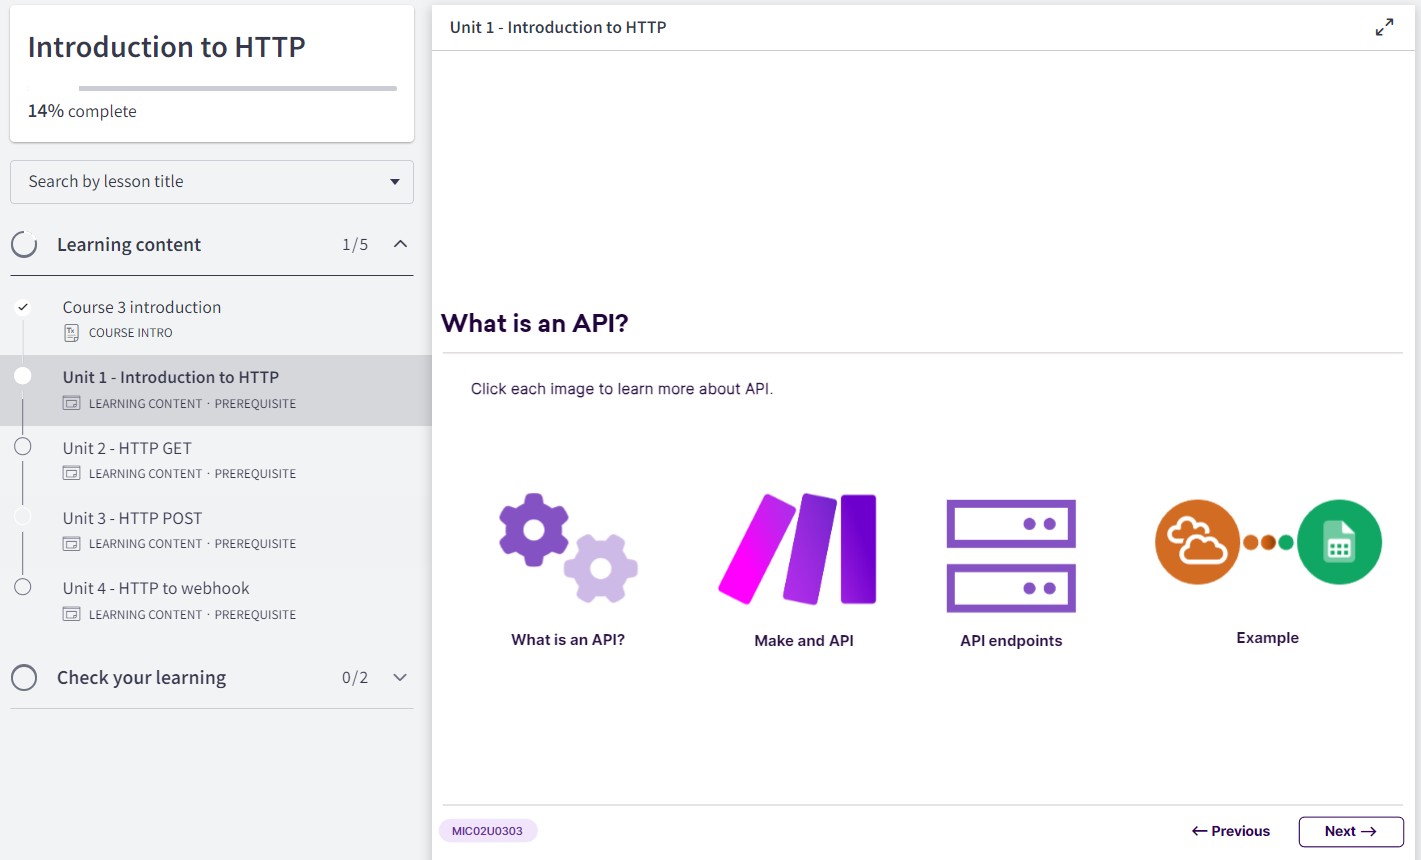 Introduction to HTTP
14% complete
Search by lesson title
Learning content 1/5
Course 3 introduction
COURSE INTRO
Unit 1 - Introduction to HTTP
LEARNING CONTENT · PREREQUISITE
Unit 2 - HTTP GET
LEARNING CONTENT · PREREQUISITE
Unit 3 - HTTP POST
LEARNING CONTENT · PREREQUISITE
Unit 4 - HTTP to webhook
LEARNING CONTENT · PREREQUISITE
Check your learning 0/2
Unit 1 - Introduction to HTTP
What is an API?
Click each image to learn more about API.
What is an API?
Make and API
API endpoints
Example
MIC02U0303
← Previous
Next →